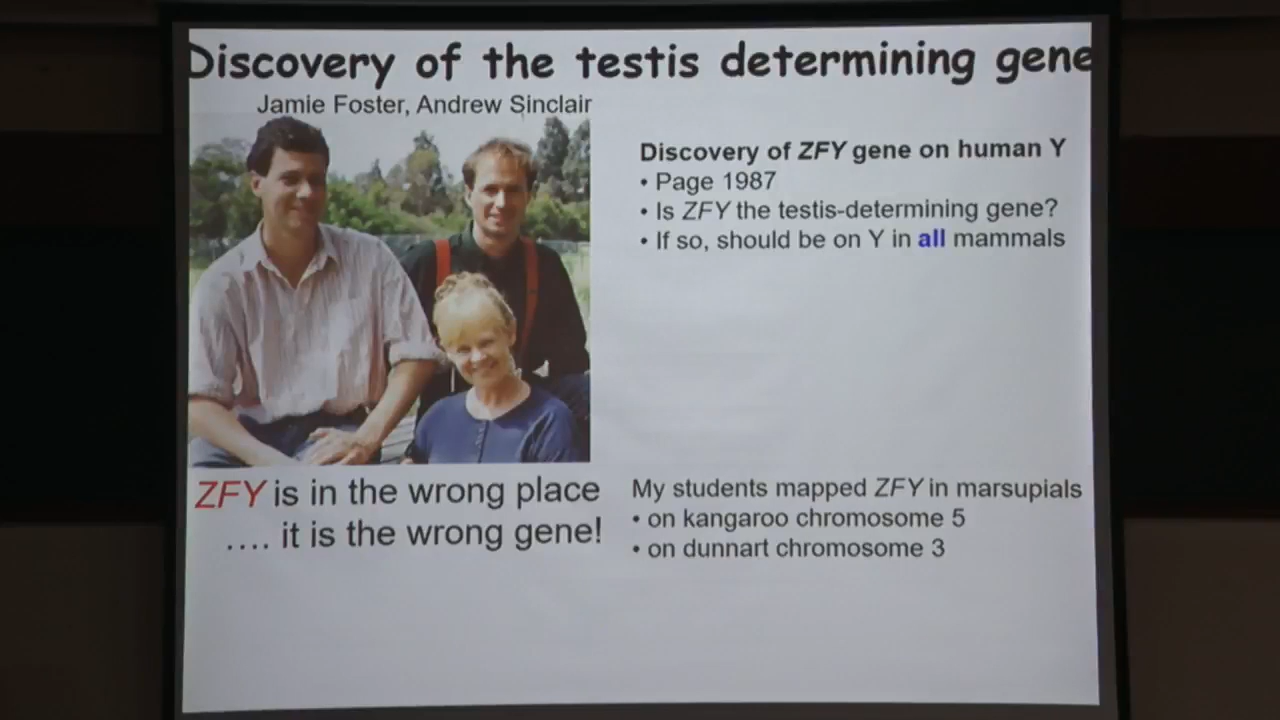 Discovery of the testis determining gene
Jamie Foster, Andrew Sinclair
Discovery of ZFY gene on human Y
• Page 1987
• Is ZFY the testis-determining gene?
• If so, should be on Y in all mammals
ZFY is in the wrong place
.... it is the wrong gene!
My students mapped ZFY in marsupials
• on kangaroo chromosome 5
• on dunnart chromosome 3